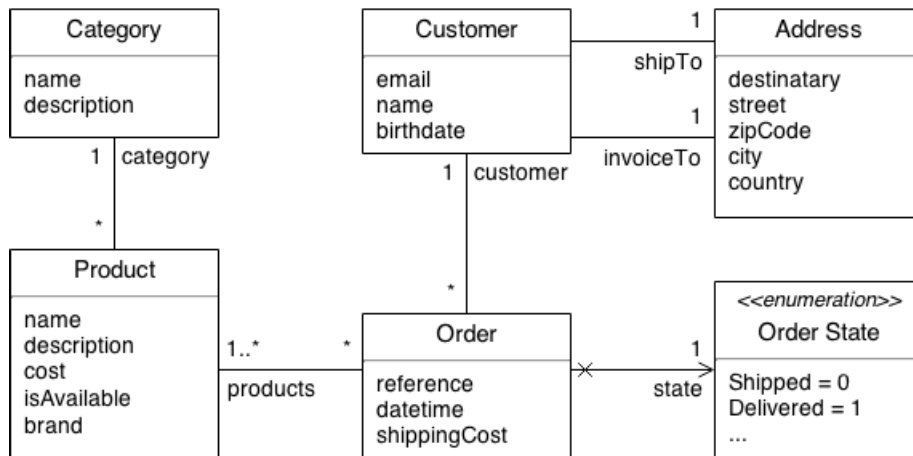 Category
name
description
1 category
*
Product
name
description
cost
isAvailable
brand
1..* *
products
Customer
email
name
birthdate
1 customer
*
Order
reference
datetime
shippingCost
1
shipTo
1
invoiceTo
Address
destinatary
street
zipCode
city
country
1
state
<<enumeration>>
Order State
Shipped = 0
Delivered = 1
...